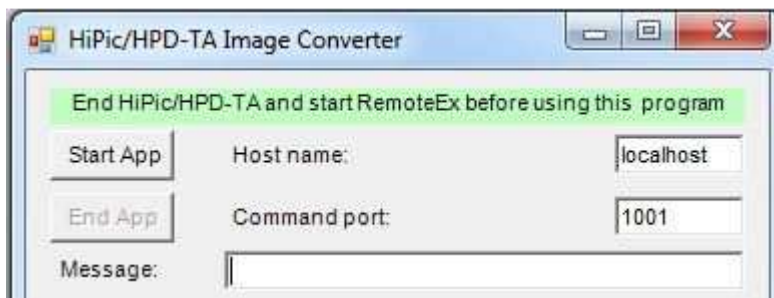 HiPic/HPD-TA Image Converter
End HiPic/HPD-TA and start RemoteEx before using this program
Start App Host name: localhost
End App Command port: 1001
Message: